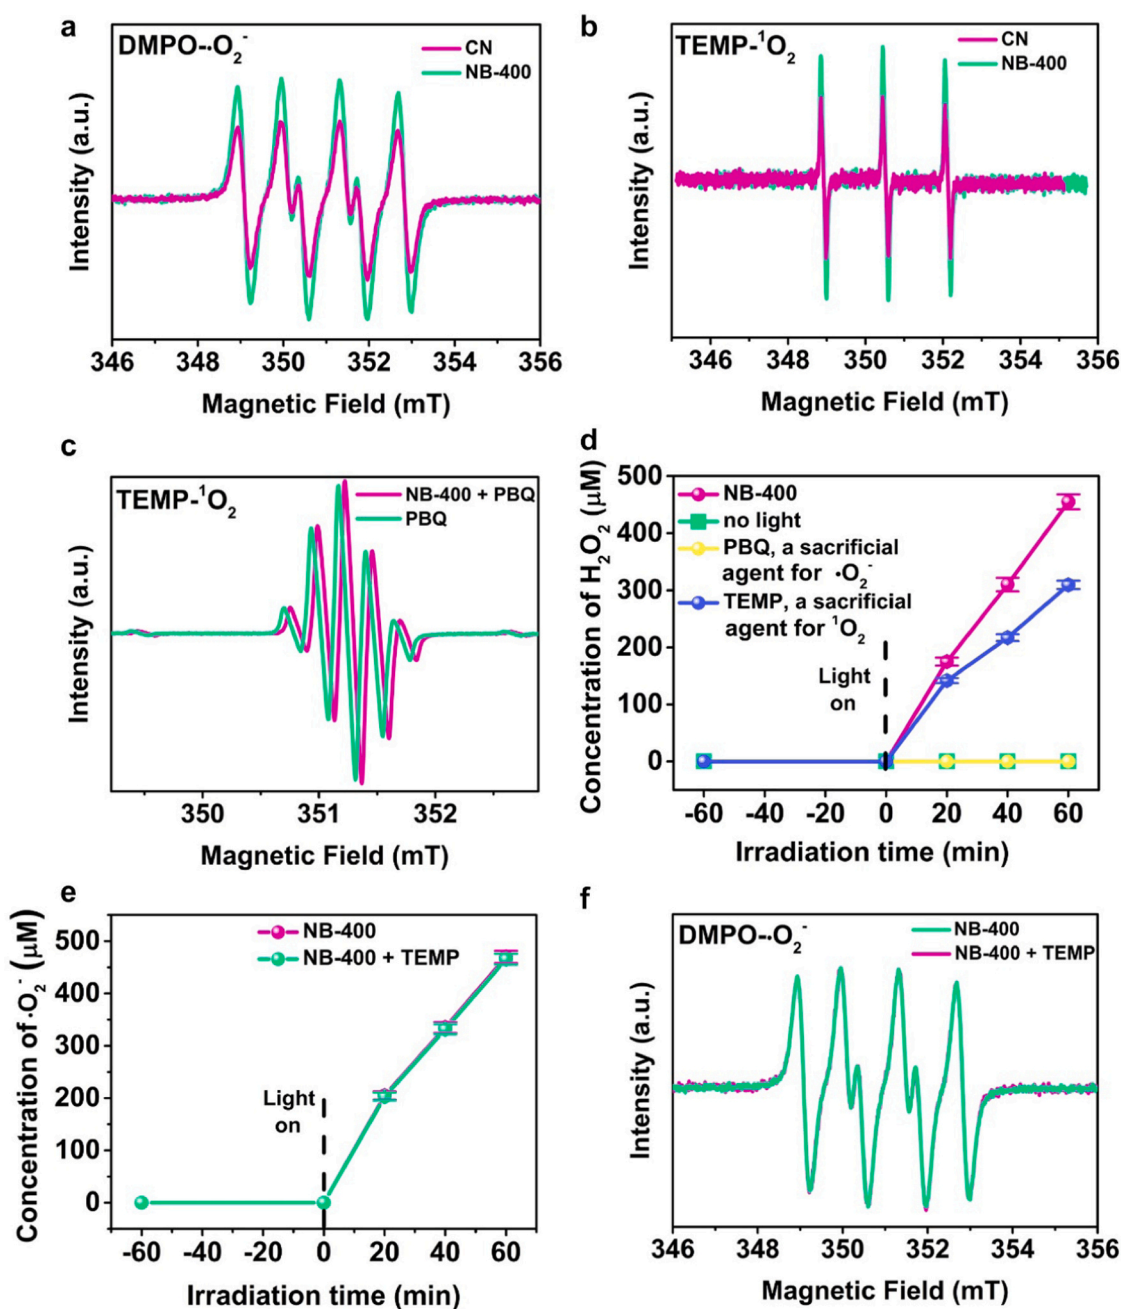 a
DMPO-·O₂⁻
CN
NB-400
Intensity (a.u.)
346 348 350 352 354 356
Magnetic Field (mT)
b
TEMP-¹O₂
CN
NB-400
Intensity (a.u.)
346 348 350 352 354 356
Magnetic Field (mT)
c
TEMP-¹O₂
NB-400 + PBQ
PBQ
Intensity (a.u.)
350 351 352
Magnetic Field (mT)
d
NB-400
no light
PBQ, a sacrificial
agent for ·O₂⁻
TEMP, a sacrificial
agent for ¹O₂
Light
on
Concentration of H₂O₂ (μM)
500
400
300
200
100
0
-60 -40 -20 0 20 40 60
Irradiation time (min)
e
NB-400
NB-400 + TEMP
Light
on
Concentration of ·O₂⁻ (μM)
500
400
300
200
100
0
-60 -40 -20 0 20 40 60
Irradiation time (min)
f
DMPO-·O₂⁻
NB-400
NB-400 + TEMP
Intensity (a.u.)
346 348 350 352 354 356
Magnetic Field (mT)